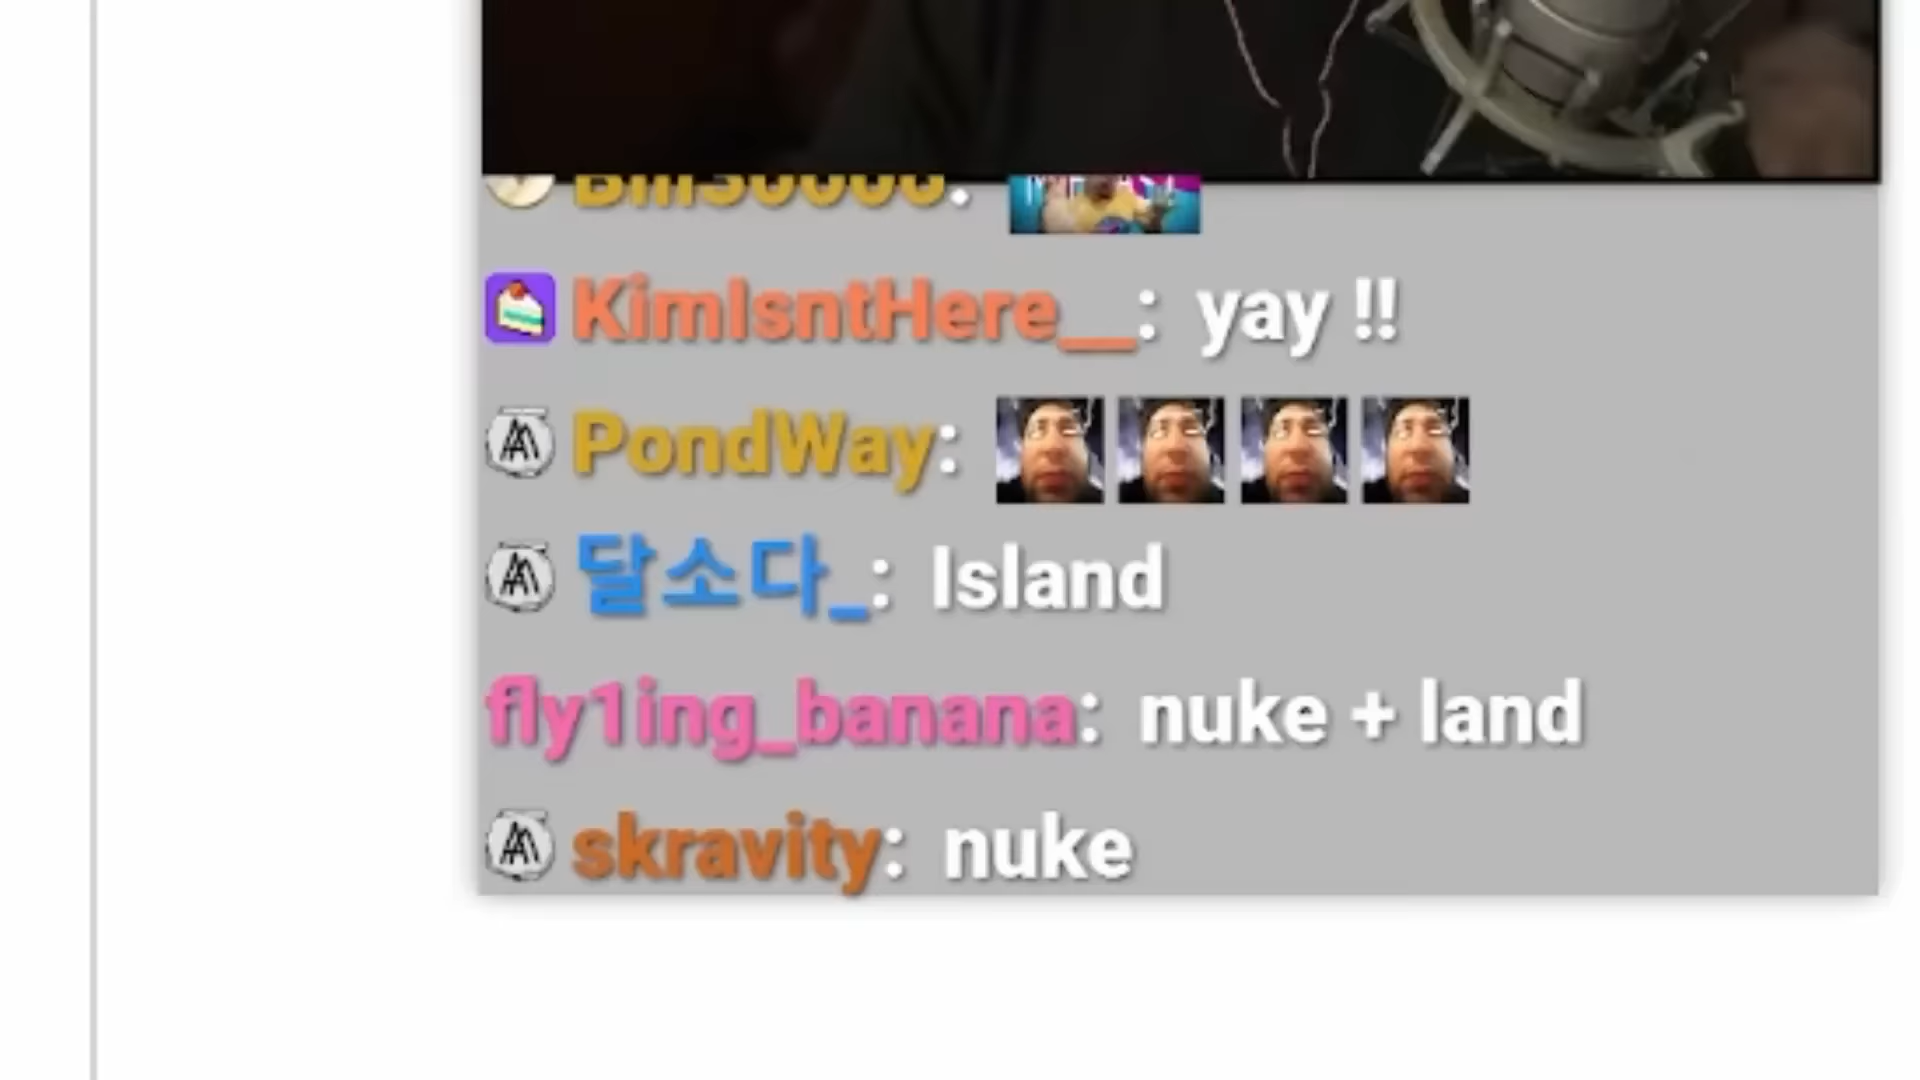 KimIsntHere__: yay !!
PondWay:
달소다_: Island
fly1ing_banana: nuke + land
skravity: nuke